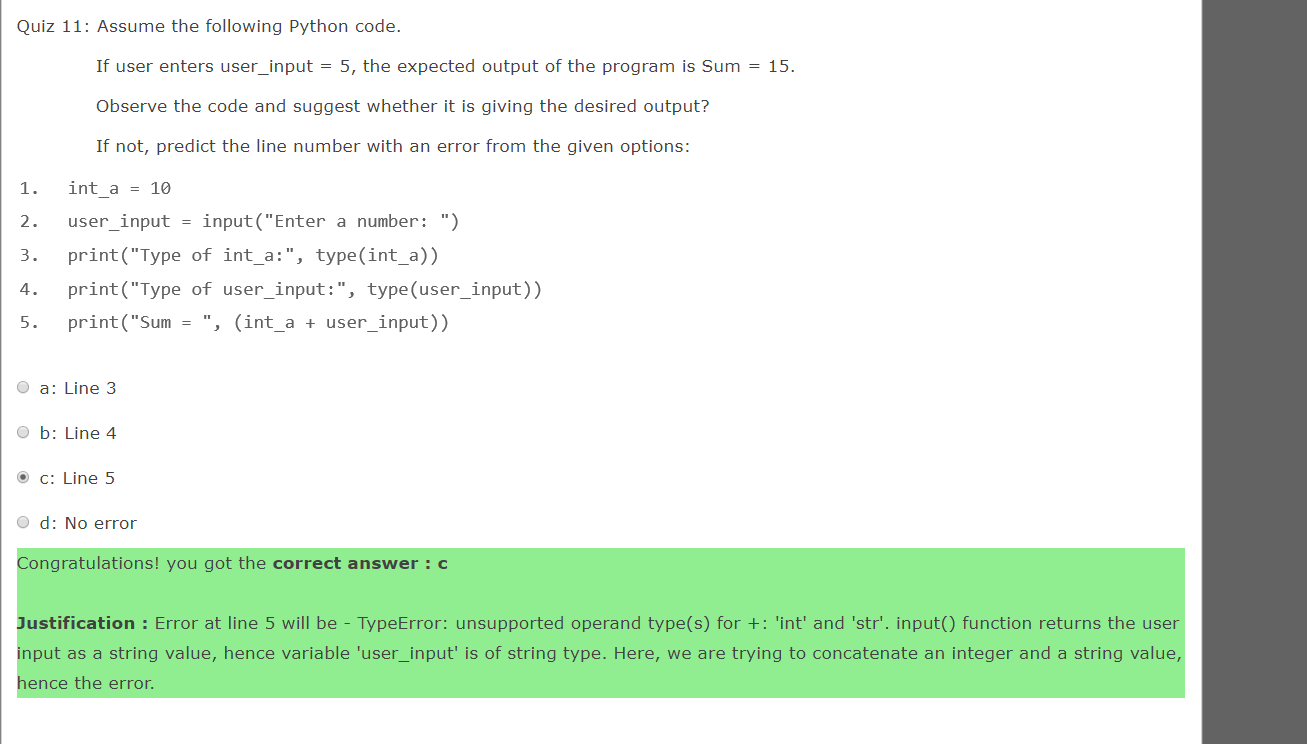 Quiz 11: Assume the following Python code.
If user enters user_input = 5, the expected output of the program is Sum = 15.
Observe the code and suggest whether it is giving the desired output?
If not, predict the line number with an error from the given options:
1. int_a = 10
2. user_input = input("Enter a number: ")
3. print("Type of int_a:", type(int_a))
4. print("Type of user_input:", type(user_input))
5. print("Sum = ", (int_a + user_input))
a: Line 3
b: Line 4
c: Line 5
d: No error
Congratulations! you got the correct answer : c
Justification : Error at line 5 will be - TypeError: unsupported operand type(s) for +: 'int' and 'str'. input() function returns the user
input as a string value, hence variable 'user_input' is of string type. Here, we are trying to concatenate an integer and a string value,
hence the error.